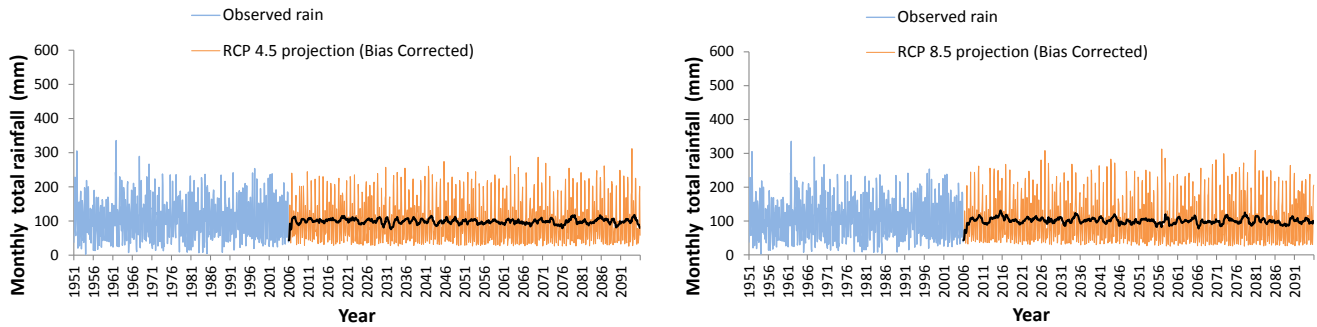 Observed rain
RCP 4.5 projection (Bias Corrected)
Monthly total rainfall (mm)
600
500
400
300
200
100
0
1951 1956 1961 1966 1971 1976 1981 1986 1991 1996 2001 2006 2011 2016 2021 2026 2031 2036 2041 2046 2051 2056 2061 2066 2071 2076 2081 2086 2091
Year
Observed rain
RCP 8.5 projection (Bias Corrected)
Monthly total rainfall (mm)
600
500
400
300
200
100
0
1951 1956 1961 1966 1971 1976 1981 1986 1991 1996 2001 2006 2011 2016 2021 2026 2031 2036 2041 2046 2051 2056 2061 2066 2071 2076 2081 2086 2091
Year